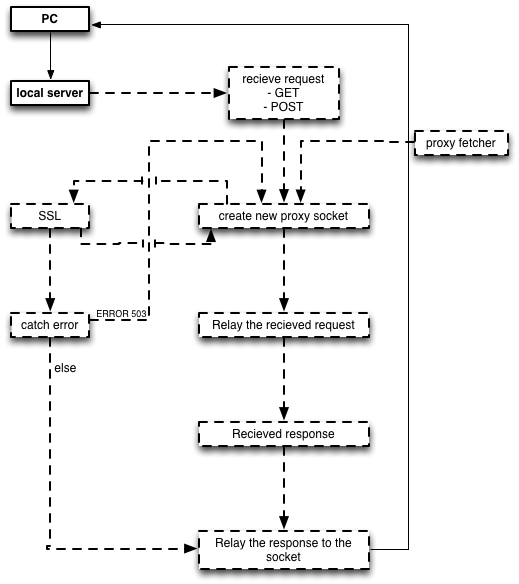 PC
local server
recieve request
- GET
- POST
proxy fetcher
SSL
create new proxy socket
catch error
ERROR 503
Relay the recieved request
else
Recieved response
Relay the response to the
socket